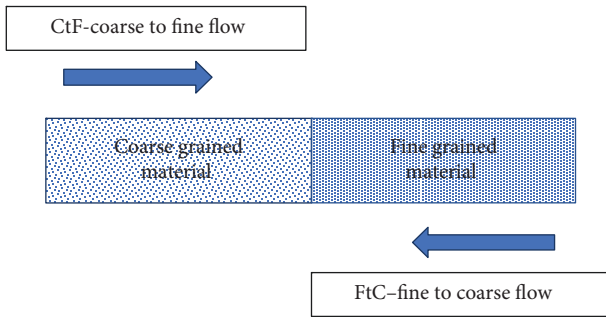 CtF-coarse to fine flow
Coarse grained
material
Fine grained
material
FtC–fine to coarse flow